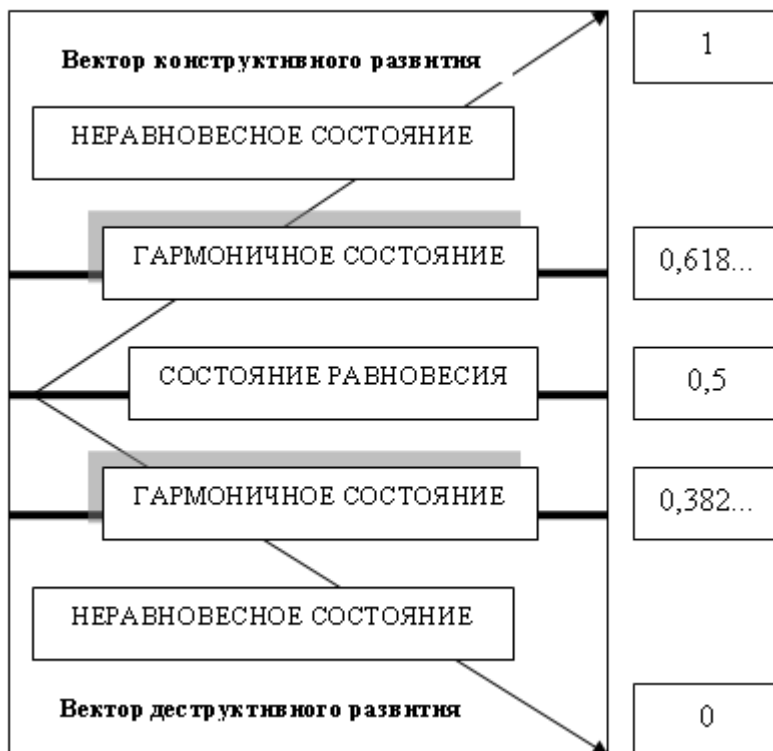 Вектор конструктивного развития
1
НЕРАВНОВЕСНОЕ СОСТОЯНИЕ
ГАРМОНИЧНОЕ СОСТОЯНИЕ
0,618...
СОСТОЯНИЕ РАВНОВЕСИЯ
0,5
ГАРМОНИЧНОЕ СОСТОЯНИЕ
0,382...
НЕРАВНОВЕСНОЕ СОСТОЯНИЕ
Вектор деструктивного развития
0